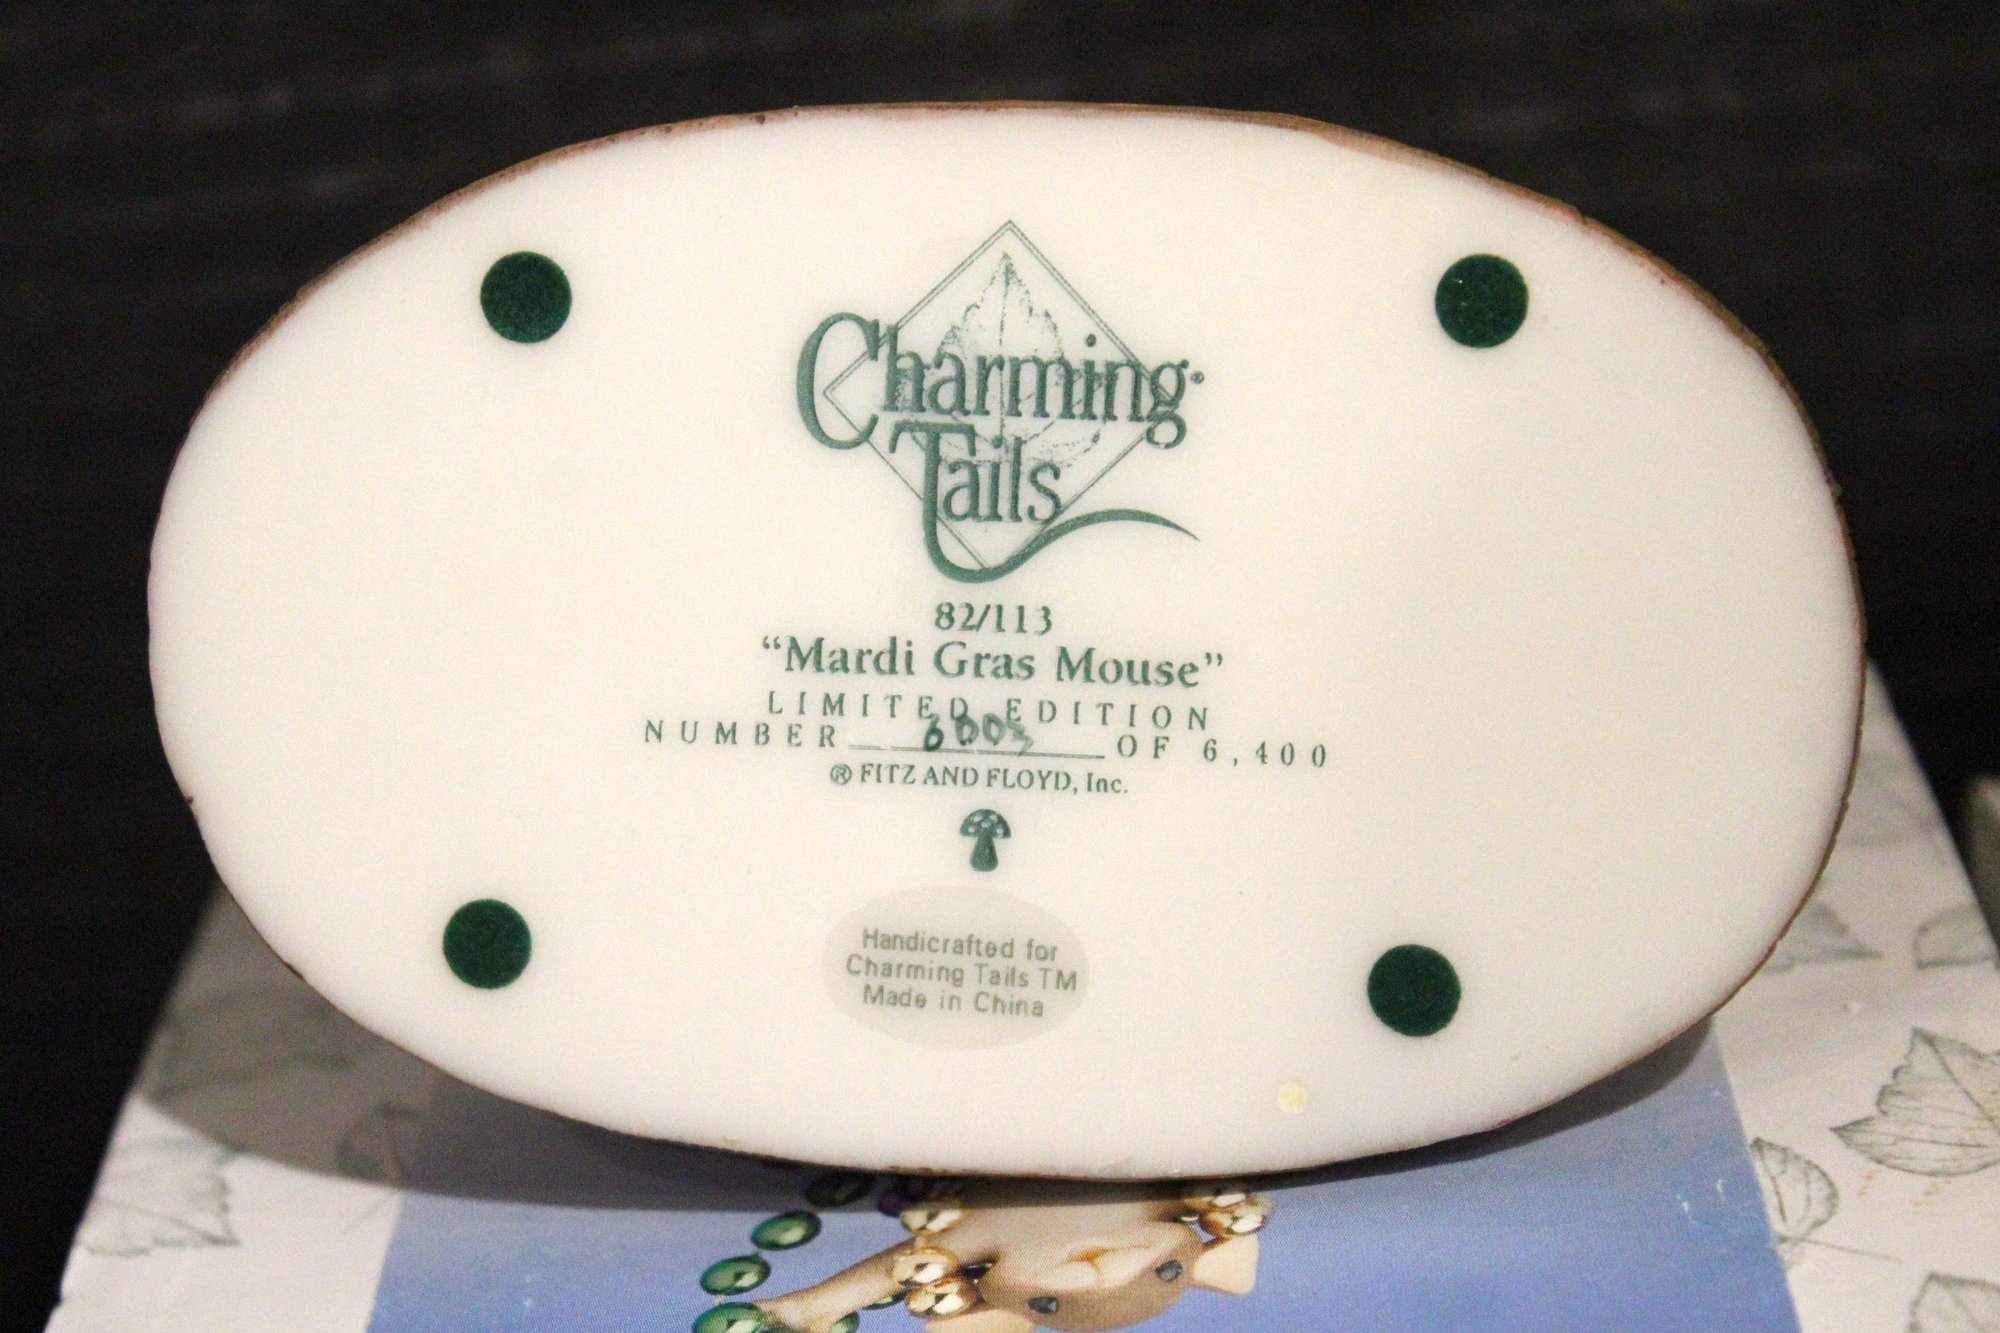 Charming
Tails
82/113
“Mardi Gras Mouse”
LIMITED EDITION
NUMBER 6003 OF 6,400
® FITZ AND FLOYD, Inc.
Handicrafted for
Charming Tails TM
Made in China